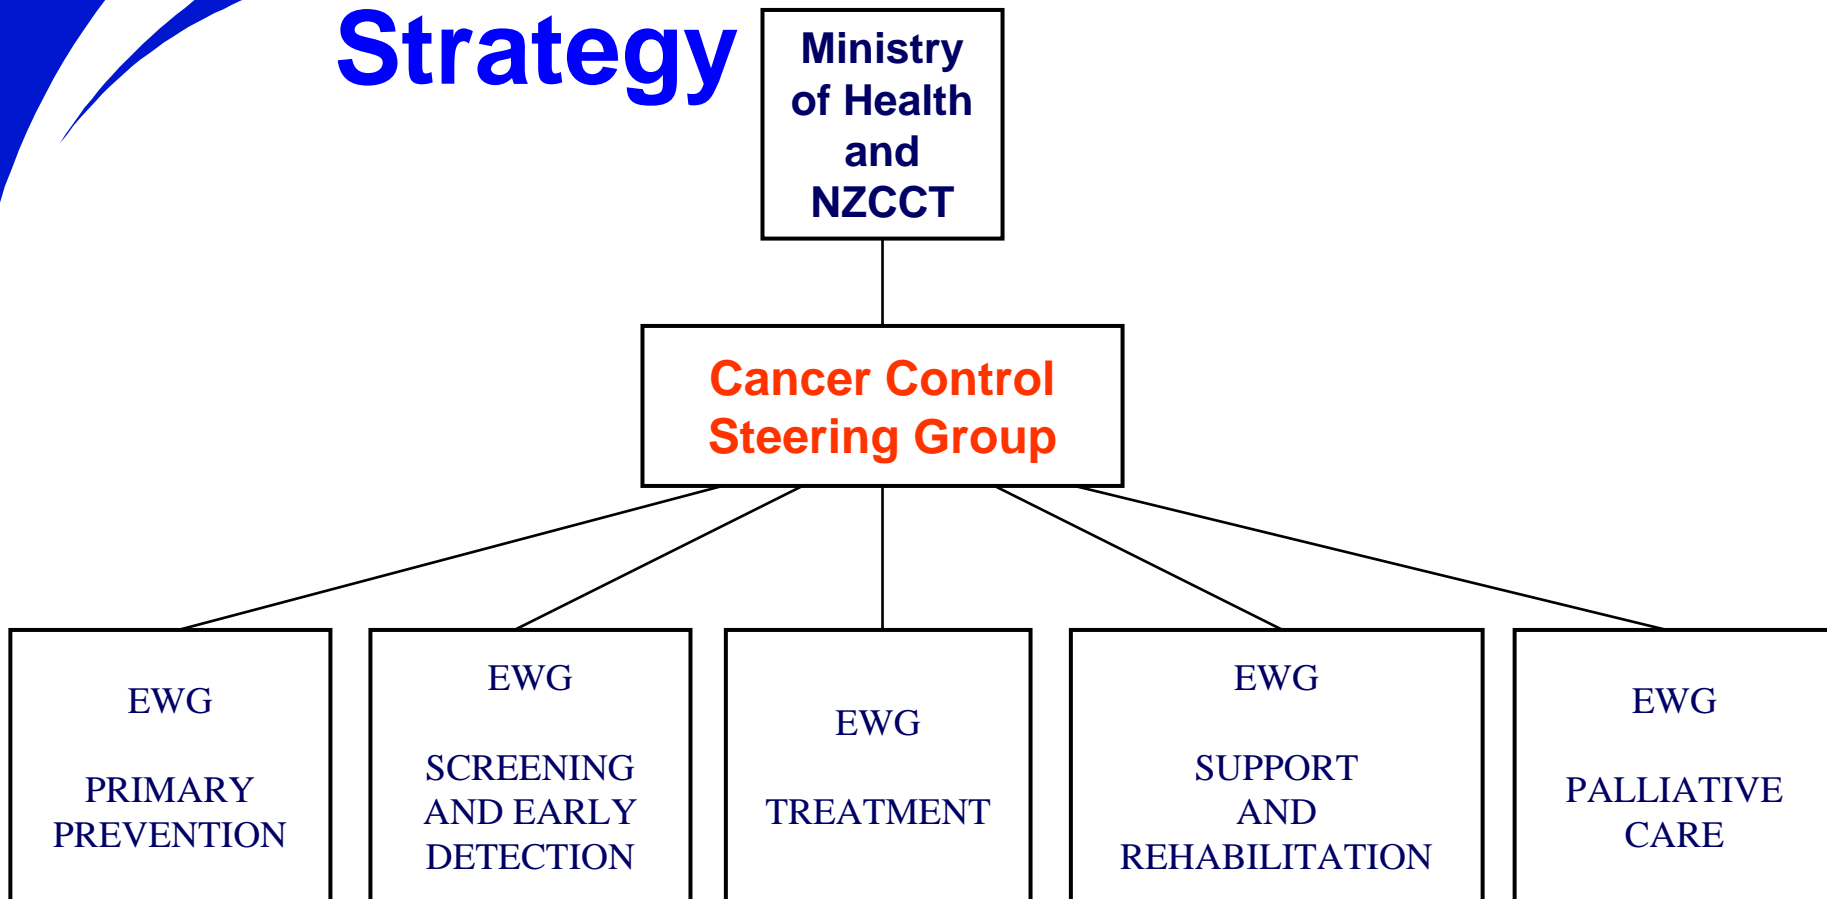 Strategy
Ministry
of Health
and
NZCCT
Cancer Control
Steering Group
EWG
PRIMARY
PREVENTION
EWG
SCREENING
AND EARLY
DETECTION
EWG
TREATMENT
EWG
SUPPORT
AND
REHABILITATION
EWG
PALLIATIVE
CARE